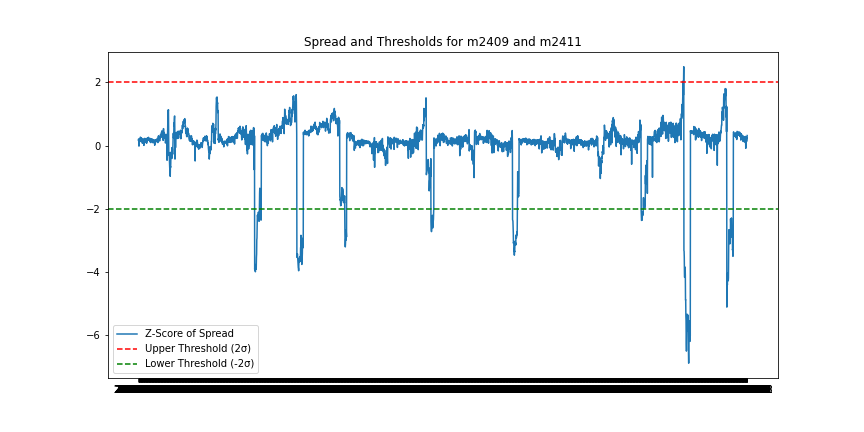 Spread and Thresholds for m2409 and m2411
2
0
−2
−4
−6
Z-Score of Spread
Upper Threshold (2σ)
Lower Threshold (-2σ)